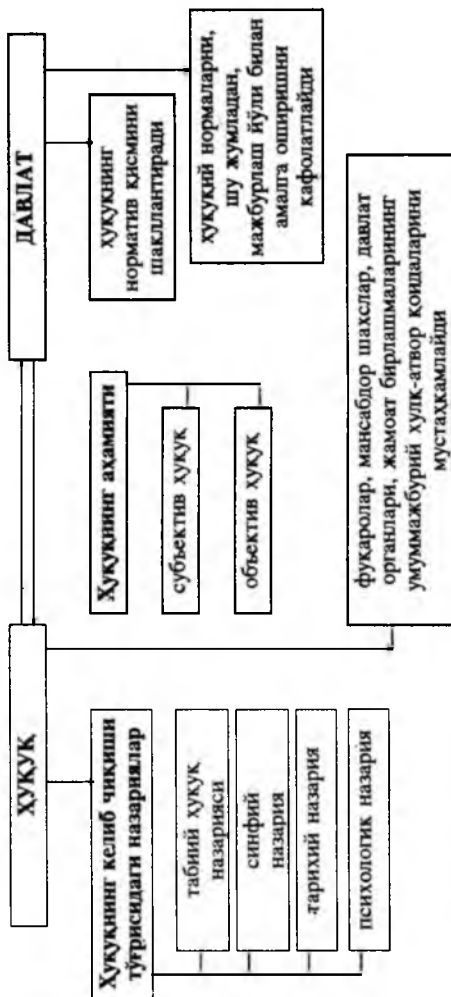 ҲУҚУҚ
ДАВЛАТ
Ҳуқуқнинг келиб чиқиши
тўғрисидаги назариялар
табиий ҳуқуқ
назарияси
синфий
назария
тарихий назария
психологик назария
Ҳуқуқнинг аҳамияти
субъектив ҳуқуқ
объектив ҳуқуқ
ҳуқуқнинг
норматив қисмини
шакллантиради
ҳуқуқий нормаларни,
шу жумладан,
мажбурлаш йўли билан
амалга оширишни
кафолатлайди
фуқаролар, мансабдор шахслар, давлат
органлари, жамоат бирлашмаларининг
умуммажбурий хулқ-атвор қоидаларини
мустаҳкамлайди